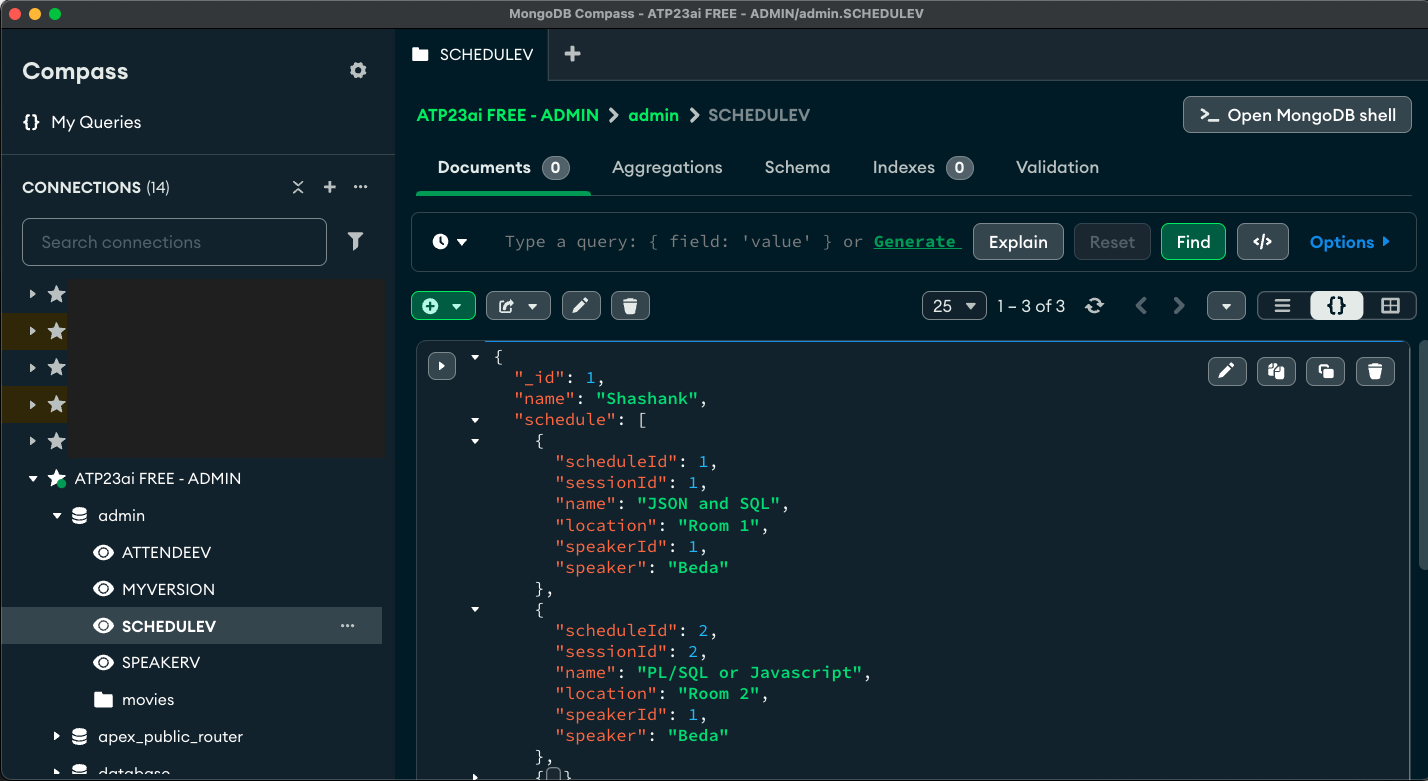 MongoDB Compass - ATP23ai FREE - ADMIN/admin.SCHEDULEV
Compass
{} My Queries
CONNECTIONS (14)
Search connections
ATP23ai FREE - ADMIN
admin
ATTENDEEV
MYVERSION
SCHEDULEV
SPEAKERV
movies
apex_public_router
database
SCHEDULEV
ATP23ai FREE - ADMIN > admin > SCHEDULEV
>_ Open MongoDB shell
Documents 0 Aggregations Schema Indexes 0 Validation
Type a query: { field: 'value' } or Generate Explain Reset Find </> Options
25 1 – 3 of 3 {}
{
"_id": 1,
"name": "Shashank",
"schedule": [
{
"scheduleId": 1,
"sessionId": 1,
"name": "JSON and SQL",
"location": "Room 1",
"speakerId": 1,
"speaker": "Beda"
},
{
"scheduleId": 2,
"sessionId": 2,
"name": "PL/SQL or Javascript",
"location": "Room 2",
"speakerId": 1,
"speaker": "Beda"
},
{ }